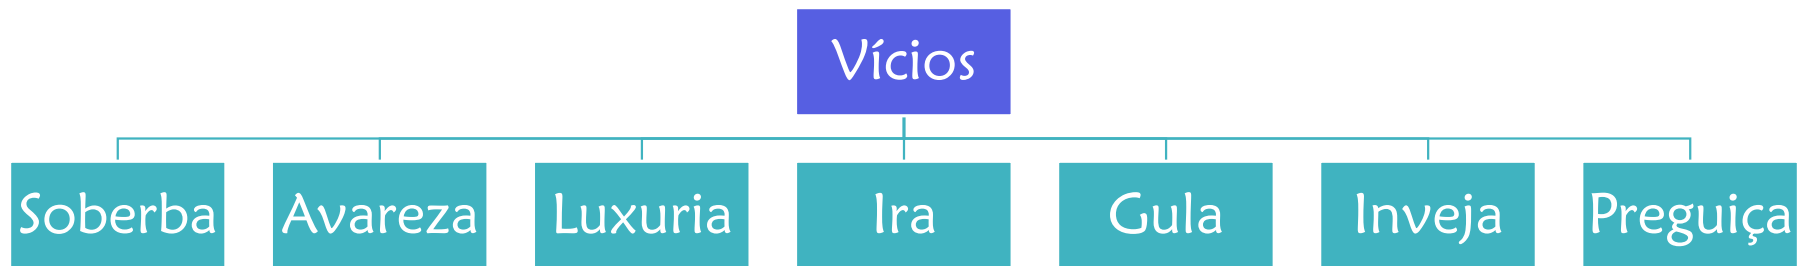 Vícios
Soberba
Avareza
Luxuria
Ira
Gula
Inveja
Preguiça